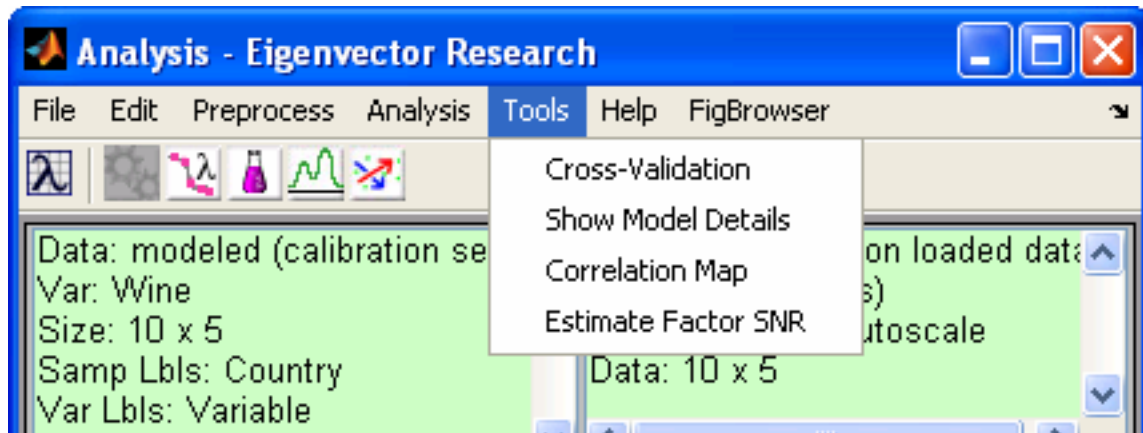 Analysis - Eigenvector Research
File Edit Preprocess Analysis Tools Help FigBrowser
Cross-Validation
Show Model Details
Correlation Map
Estimate Factor SNR
Data: modeled (calibration se
Var: Wine
Size: 10 x 5
Samp Lbls: Country
Var Lbls: Variable
on loaded data
s)
utoscale
Data: 10 x 5